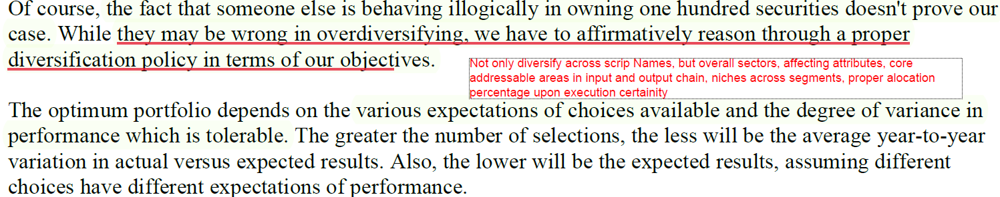 Of course, the fact that someone else is behaving illogically in owning one hundred securities doesn't prove our
case. While they may be wrong in overdiversifying, we have to affirmatively reason through a proper
diversification policy in terms of our objectives.
Not only diversify across scrip Names, but overall sectors, affecting attributes, core
addressable areas in input and output chain, niches across segments, proper alocation
percentage upon execution certainity
The optimum portfolio depends on the various expectations of choices available and the degree of variance in
performance which is tolerable. The greater the number of selections, the less will be the average year-to-year
variation in actual versus expected results. Also, the lower will be the expected results, assuming different
choices have different expectations of performance.